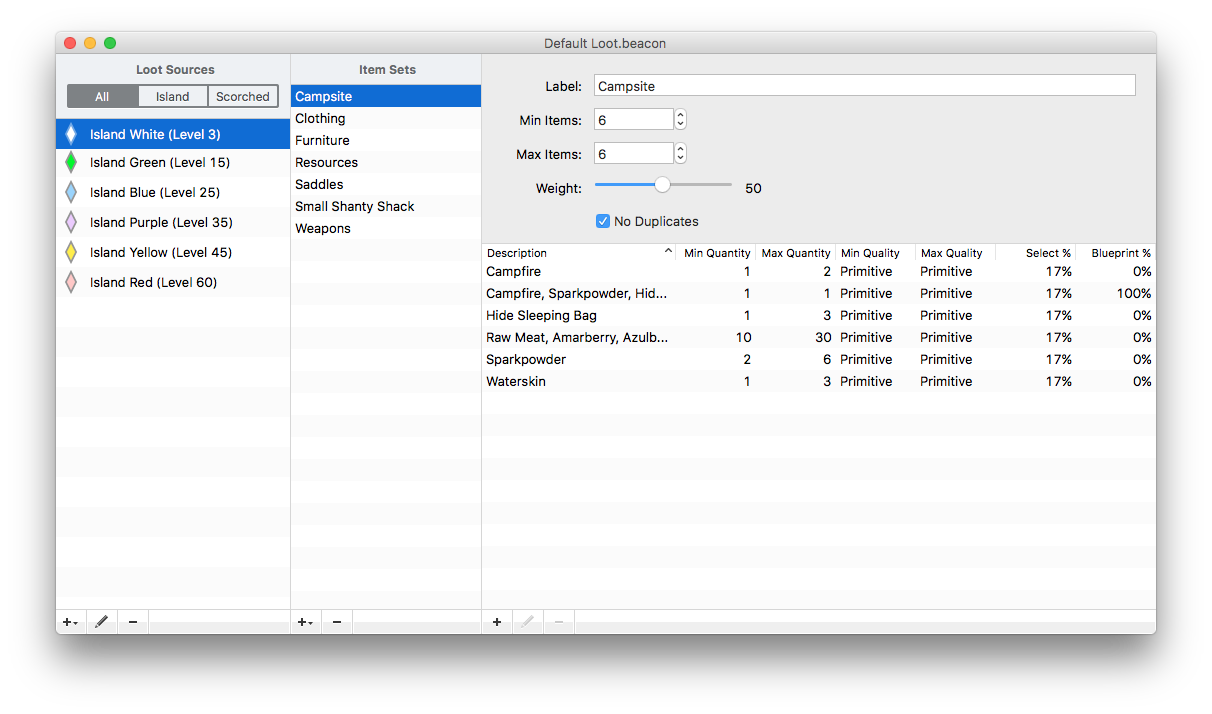 Default Loot.beacon
Loot Sources
All Island Scorched
Island White (Level 3)
Island Green (Level 15)
Island Blue (Level 25)
Island Purple (Level 35)
Island Yellow (Level 45)
Island Red (Level 60)
Item Sets
Campsite
Clothing
Furniture
Resources
Saddles
Small Shanty Shack
Weapons
Label: Campsite
Min Items: 6
Max Items: 6
Weight: 50
No Duplicates
Description Min Quantity Max Quantity Min Quality Max Quality Select % Blueprint %
Campfire 1 2 Primitive Primitive 17% 0%
Campfire, Sparkpowder, Hid... 1 1 Primitive Primitive 17% 100%
Hide Sleeping Bag 1 3 Primitive Primitive 17% 0%
Raw Meat, Amarberry, Azulb... 10 30 Primitive Primitive 17% 0%
Sparkpowder 2 6 Primitive Primitive 17% 0%
Waterskin 1 3 Primitive Primitive 17% 0%